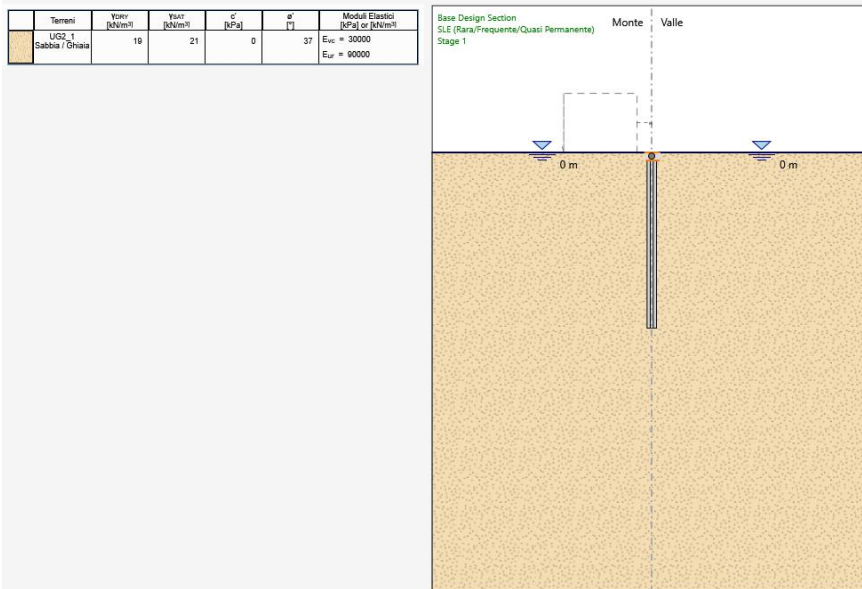 Terreni γDRY [kN/m³] γSAT [kN/m³] c' [kPa] ø' [°] Moduli Elastici [kPa] or [kN/m³]
UG2_1 Sabbia / Ghiaia 19 21 0 37 Evc = 30000
Eur = 90000
Base Design Section
SLE (Rara/Frequente/Quasi Permanente)
Stage 1
Monte Valle
0 m 0 m